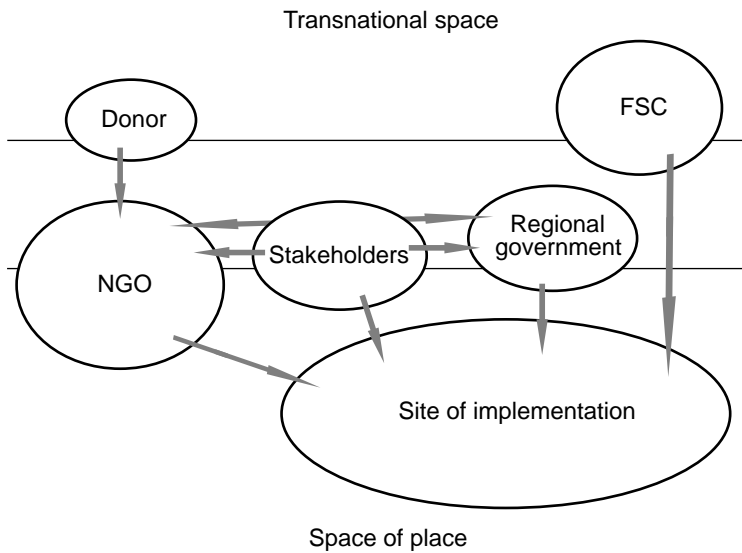 Transnational space
Donor
FSC
Regional
government
Stakeholders
NGO
Site of implementation
Space of place